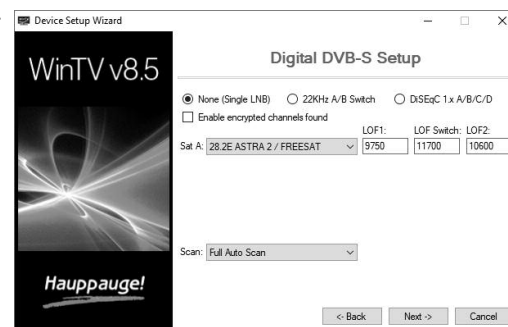 Device Setup Wizard
WinTV v8.5
Hauppauge!
Digital DVB-S Setup
None (Single LNB) 22KHz A/B Switch DiSEqC 1.x A/B/C/D
Enable encrypted channels found
LOF1: LOF Switch: LOF2:
Sat A: 28.2E ASTRA 2 / FREESAT 9750 11700 10600
Scan: Full Auto Scan
<- Back Next -> Cancel